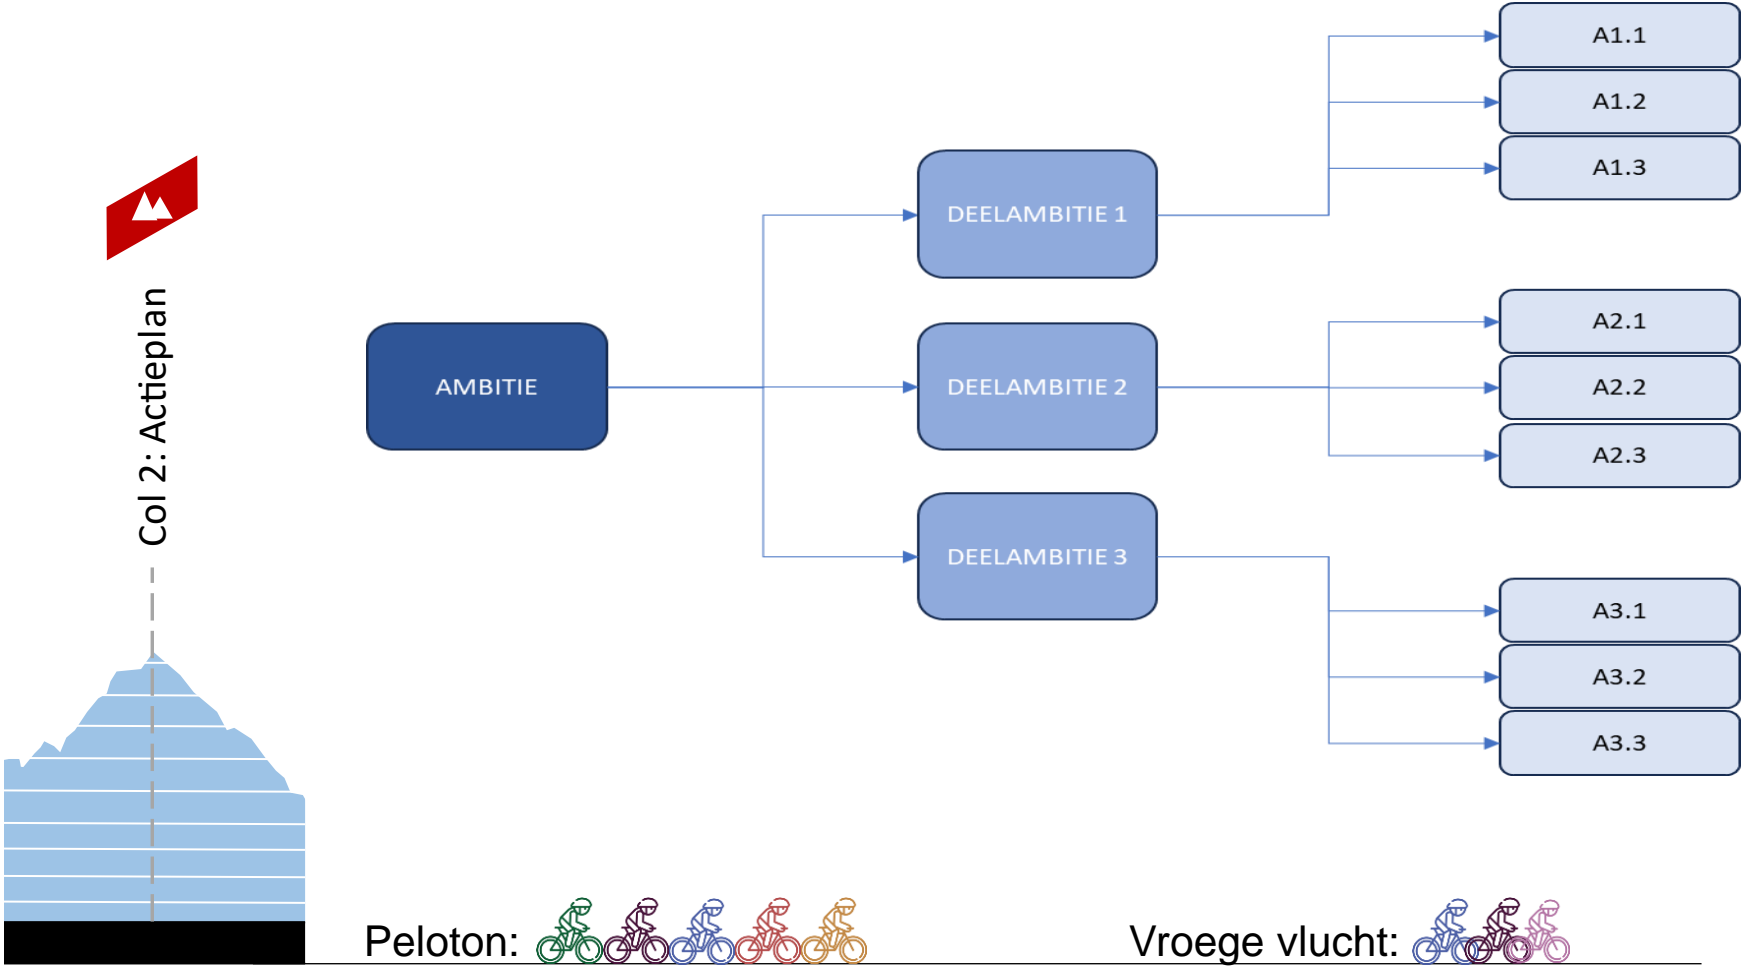 Col 2: Actieplan
AMBITIE
DEELAMBITIE 1
DEELAMBITIE 2
DEELAMBITIE 3
A1.1
A1.2
A1.3
A2.1
A2.2
A2.3
A3.1
A3.2
A3.3
Peloton:
Vroege vlucht: